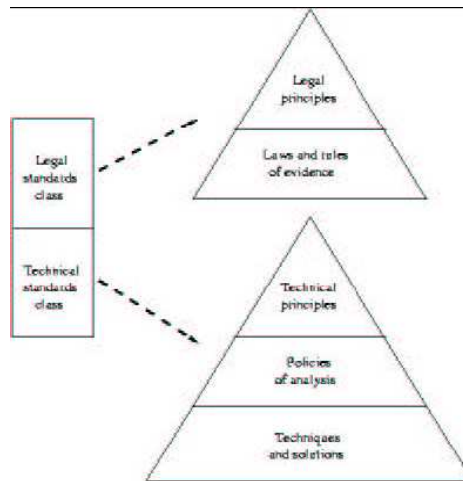 Legal
principles
Laws and rules
of evidence
Legal
standards
class
Technical
standards
class
Technical
principles
Policies
of analysis
Techniques
and solutions